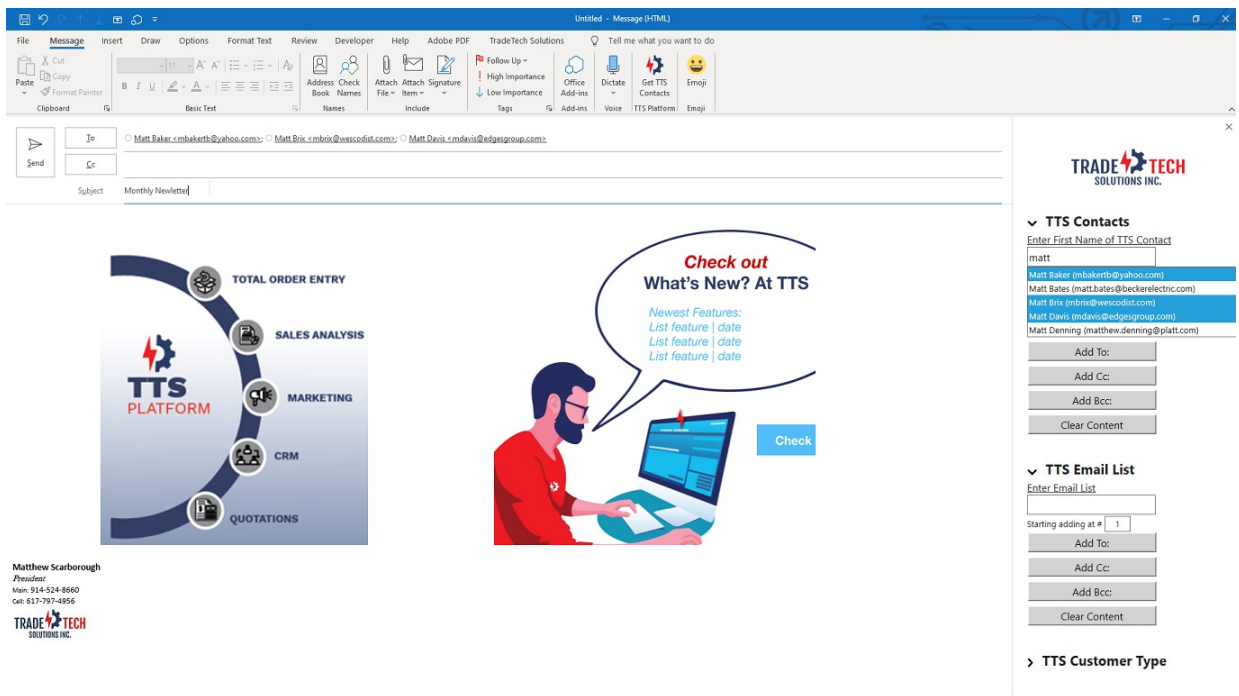 Untitled - Message (HTML)
File Message Insert Draw Options Format Text Review Developer Help Adobe PDF TradeTech Solutions Tell me what you want to do
Paste
Cut
Copy
Format Painter
Clipboard
11
B I U
Basic Text
Address Book
Check Names
Names
Attach File
Attach Item
Signature
Include
Follow Up
High Importance
Low Importance
Tags
Office Add-ins
Add-ins
Dictate
Voice
Get TTS Contacts
TTS Platform
Emoji
Emoji
Send
To
Matt Baker <mbakertb@yahoo.com>; Matt Brix <mbrix@wescodist.com>; Matt Davis <mdavis@edgesgroup.com>
Cc
Subject
Monthly Newletter
TTS
PLATFORM
TOTAL ORDER ENTRY
SALES ANALYSIS
MARKETING
CRM
QUOTATIONS
Check out
What's New? At TTS
Newest Features:
List feature | date
List feature | date
List feature | date
Check
Matthew Scarborough
President
Main: 914-524-8660
Cell: 617-797-4956
TRADE TECH
SOLUTIONS INC.
TRADE TECH
SOLUTIONS INC.
TTS Contacts
Enter First Name of TTS Contact
matt
Matt Baker (mbakertb@yahoo.com)
Matt Bates (matt.bates@beckerelectric.com)
Matt Brix (mbrix@wescodist.com)
Matt Davis (mdavis@edgesgroup.com)
Matt Denning (matthew.denning@platt.com)
Add To:
Add Cc:
Add Bcc:
Clear Content
TTS Email List
Enter Email List
Starting adding at # 1
Add To:
Add Cc:
Add Bcc:
Clear Content
TTS Customer Type